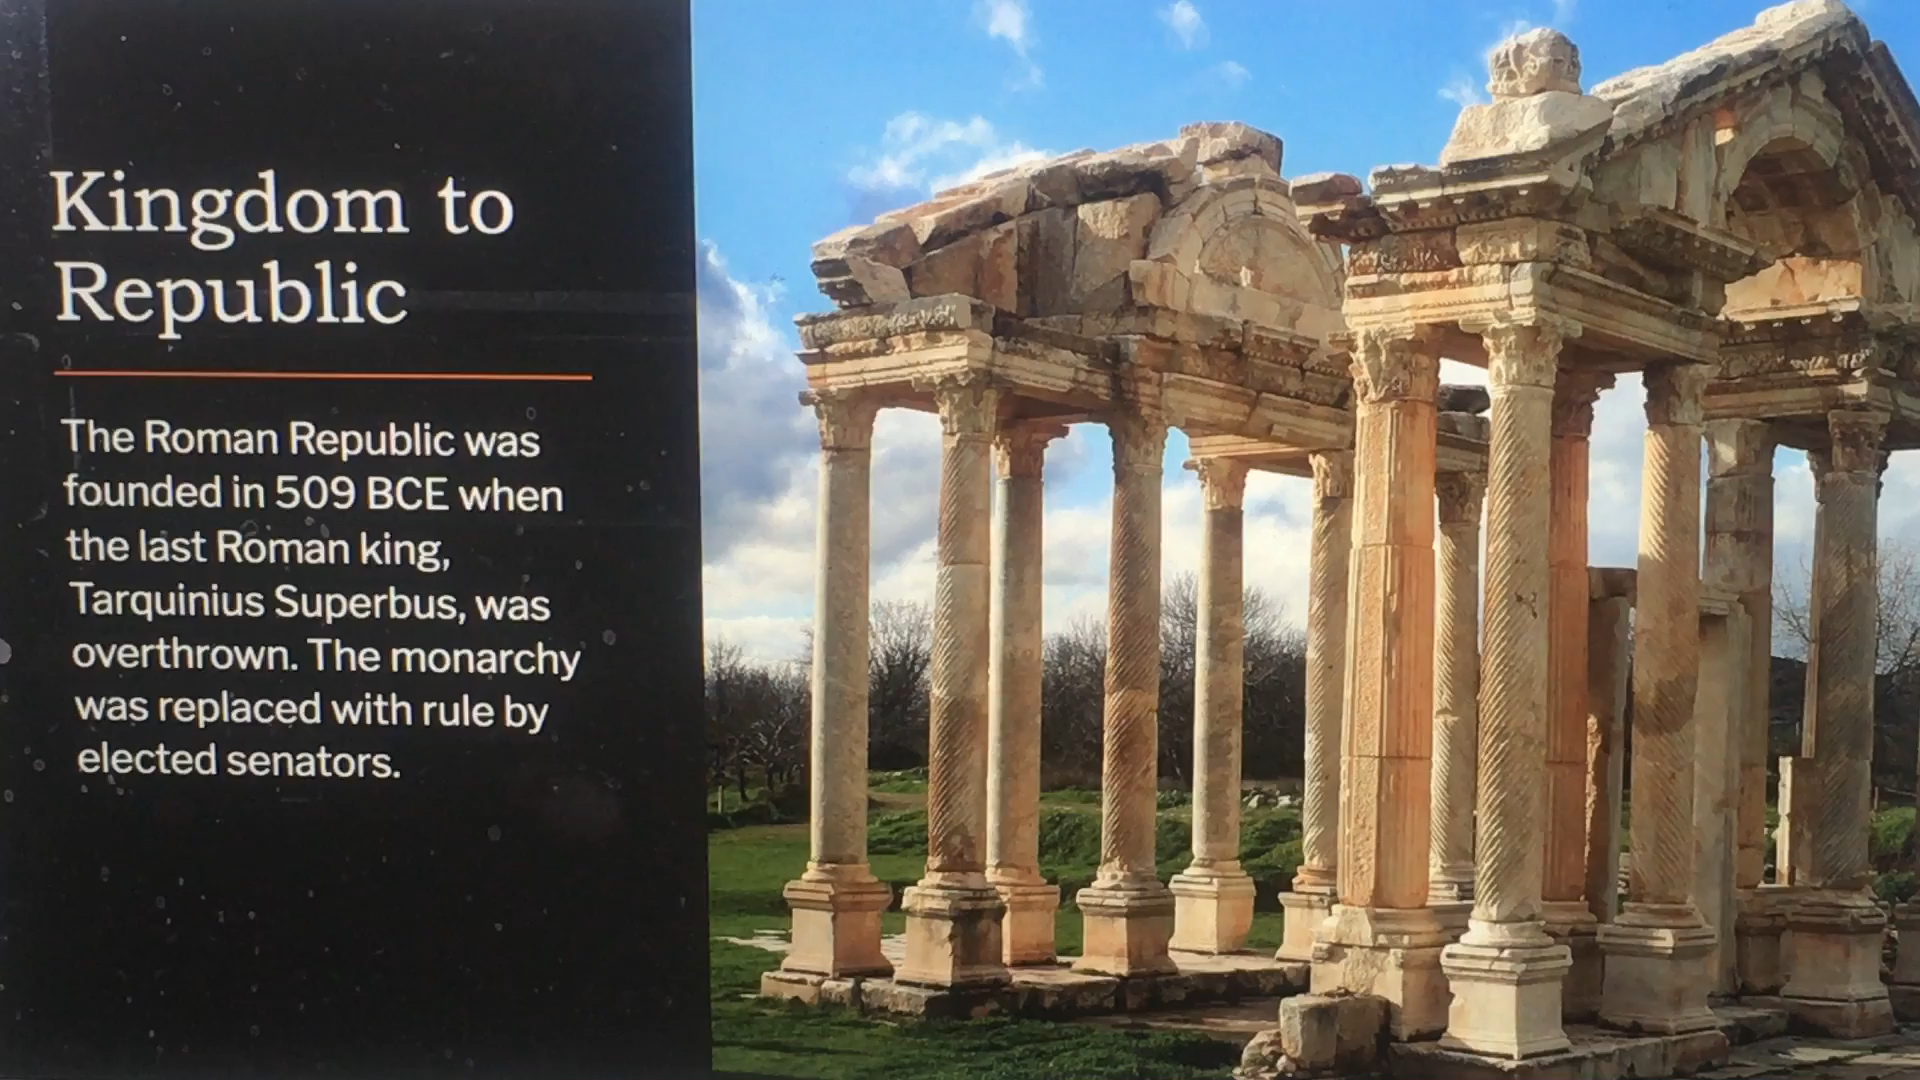 Kingdom to
Republic
The Roman Republic was
founded in 509 BCE when
the last Roman king,
Tarquinius Superbus, was
overthrown. The monarchy
was replaced with rule by
elected senators.